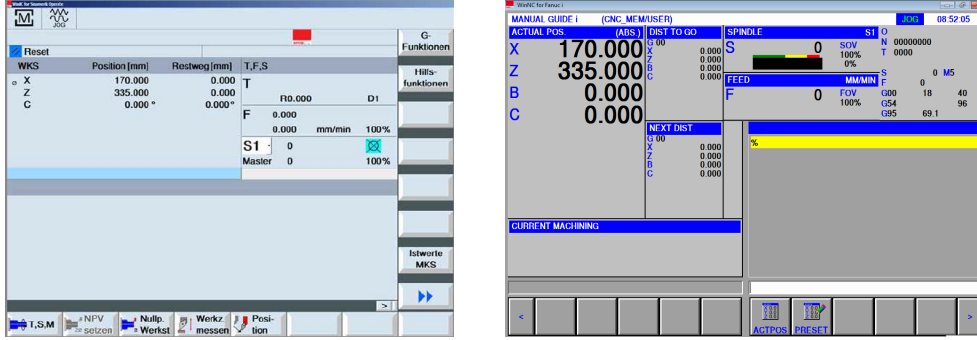 WinNC for Sinumerik Operate
M
JOG
G-
Funktionen
Reset
WKS Position [mm] Restweg [mm] T,F,S
Hilfs-
funktionen
X 170.000 0.000 T
Z 335.000 0.000 R0.000 D1
C 0.000 ° 0.000 °
F 0.000
0.000 mm/min 100%
S1 0
Master 0 100%
Istwerte
MKS
>
T,S,M
NPV
setzen
Nullp.
Werkst
Werkz
messen
Posi-
tion
WinNC for Fanuc i
MANUAL GUIDE i (CNC_MEM/USER) JOG 08:52:05
ACTUAL POS. (ABS.)
X 170.000
Z 335.000
B 0.000
C 0.000
DIST TO GO
G 00
X 0.000
Z 0.000
B 0.000
C 0.000
NEXT DIST
G 00
X 0.000
Z 0.000
B 0.000
C 0.000
SPINDLE S1
S 0 SOV
100%
0%
FEED MM/MIN
F 0 FOV
100%
O
N 00000000
T 0000
S 0 M5
F 0
G00 18 40
G54 96
G95 69.1
%
CURRENT MACHINING
<
ACTPOS
PRESET
>